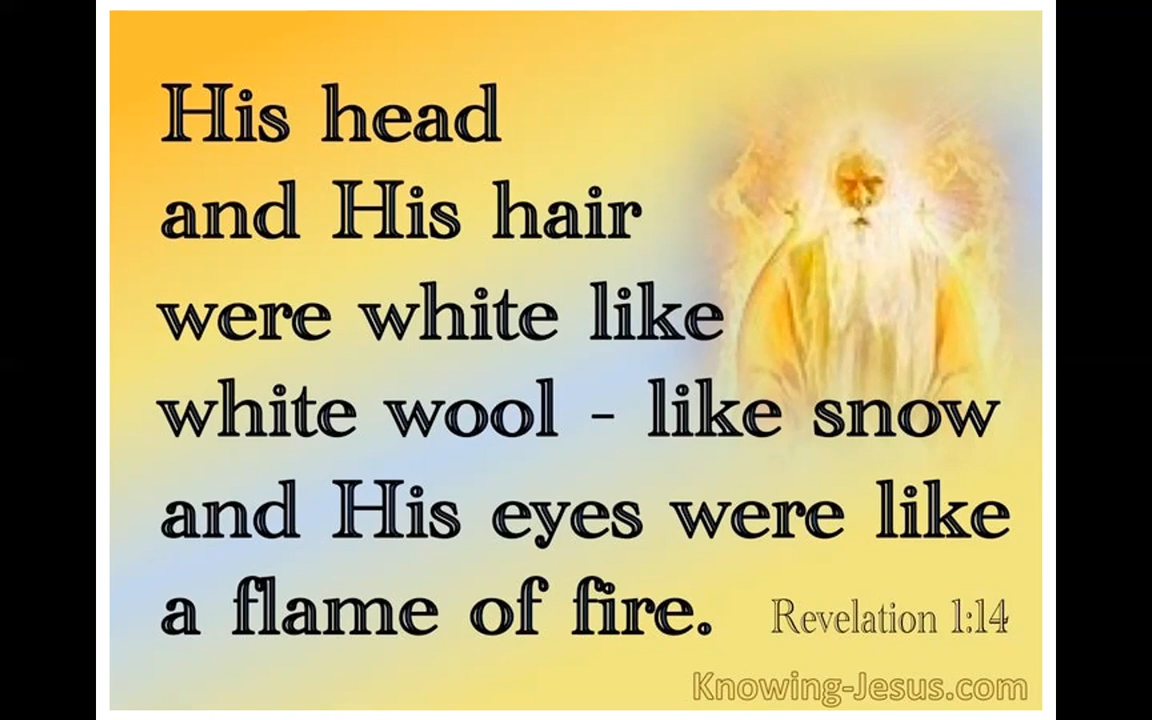 His head
and His hair
were white like
white wool - like snow
and His eyes were like
a flame of fire.
Revelation 1:14
Knowing-Jesus.com